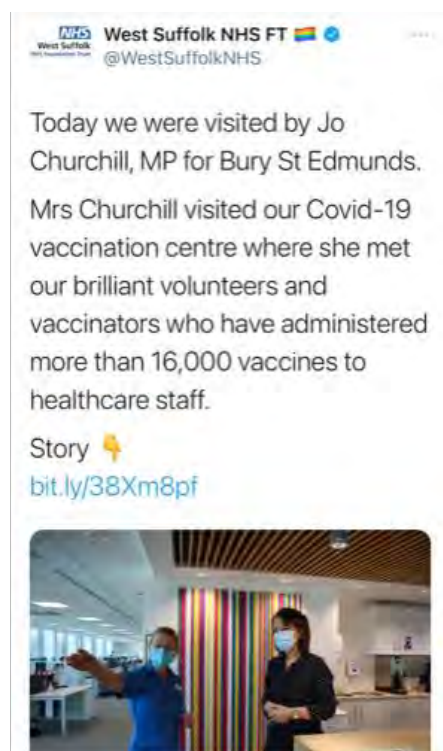 NHS
West Suffolk
West Suffolk NHS FT 🏳️‍🌈
@WestSuffolkNHS
Today we were visited by Jo
Churchill, MP for Bury St Edmunds.
Mrs Churchill visited our Covid-19
vaccination centre where she met
our brilliant volunteers and
vaccinators who have administered
more than 16,000 vaccines to
healthcare staff.
Story 👇
bit.ly/38Xm8pf